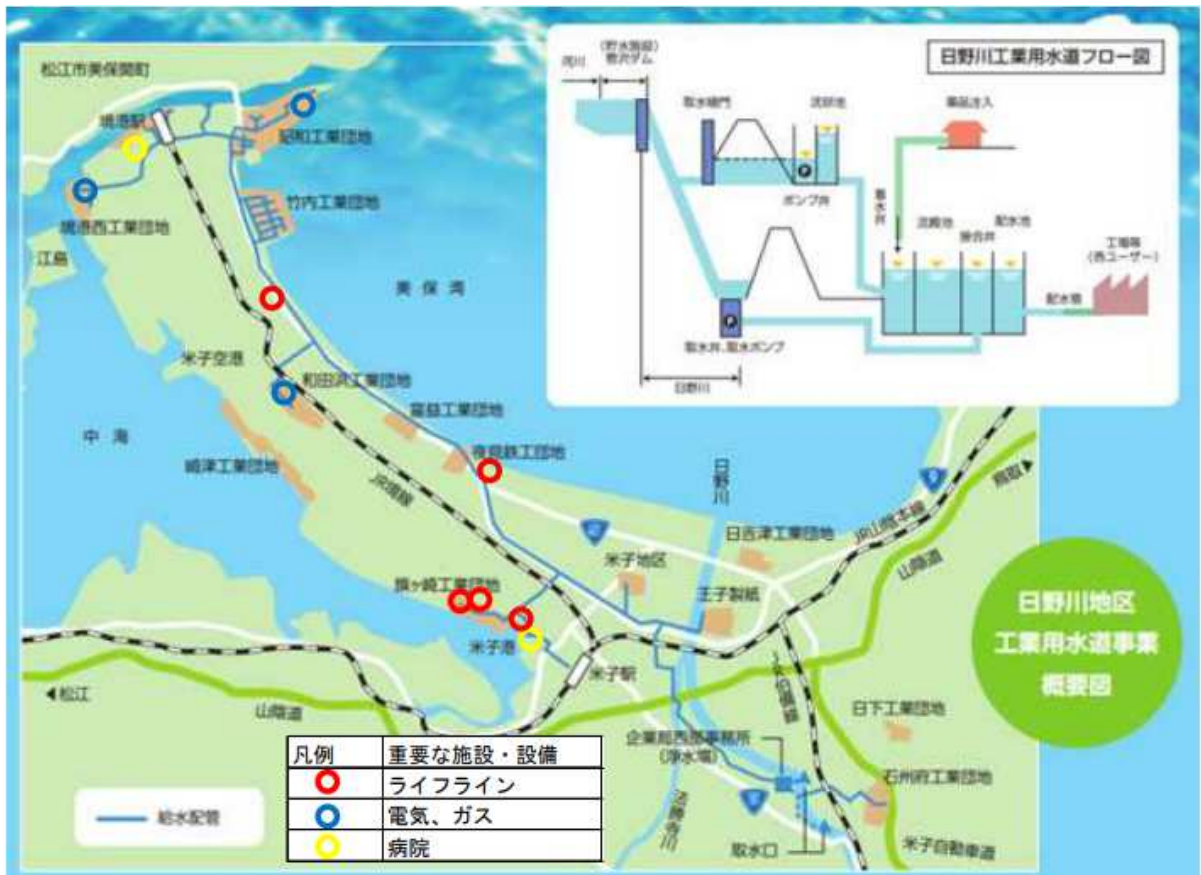 松江市美保関町
境港駅
昭和工業団地
竹内工業団地
境港西工業団地
江島
美保湾
米子空港
和田浜工業団地
富益工業団地
中海
崎津工業団地
夜見鉄工団地
JR境線
日野川
日吉津工業団地
JR山陰本線
9
鳥取
山陰道
米子地区
王子製紙
旗ヶ崎工業団地
米子港
米子駅
松江
山陰道
日下工業団地
企業局西部事務所
(浄水場)
石州府工業団地
法勝寺川
取水口
米子自動車道
凡例
重要な施設・設備
ライフライン
電気、ガス
病院
給水配管
日野川地区
工業用水道事業
概要図
日野川工業用水道フロー図
河川
(貯水施設)
菅沢ダム
取水樋門
沈砂池
薬品注入
P
ポンプ井
着水井
沈殿池
接合井
配水池
工場等
(各ユーザー)
配水管
P
取水井、取水ポンプ
日野川